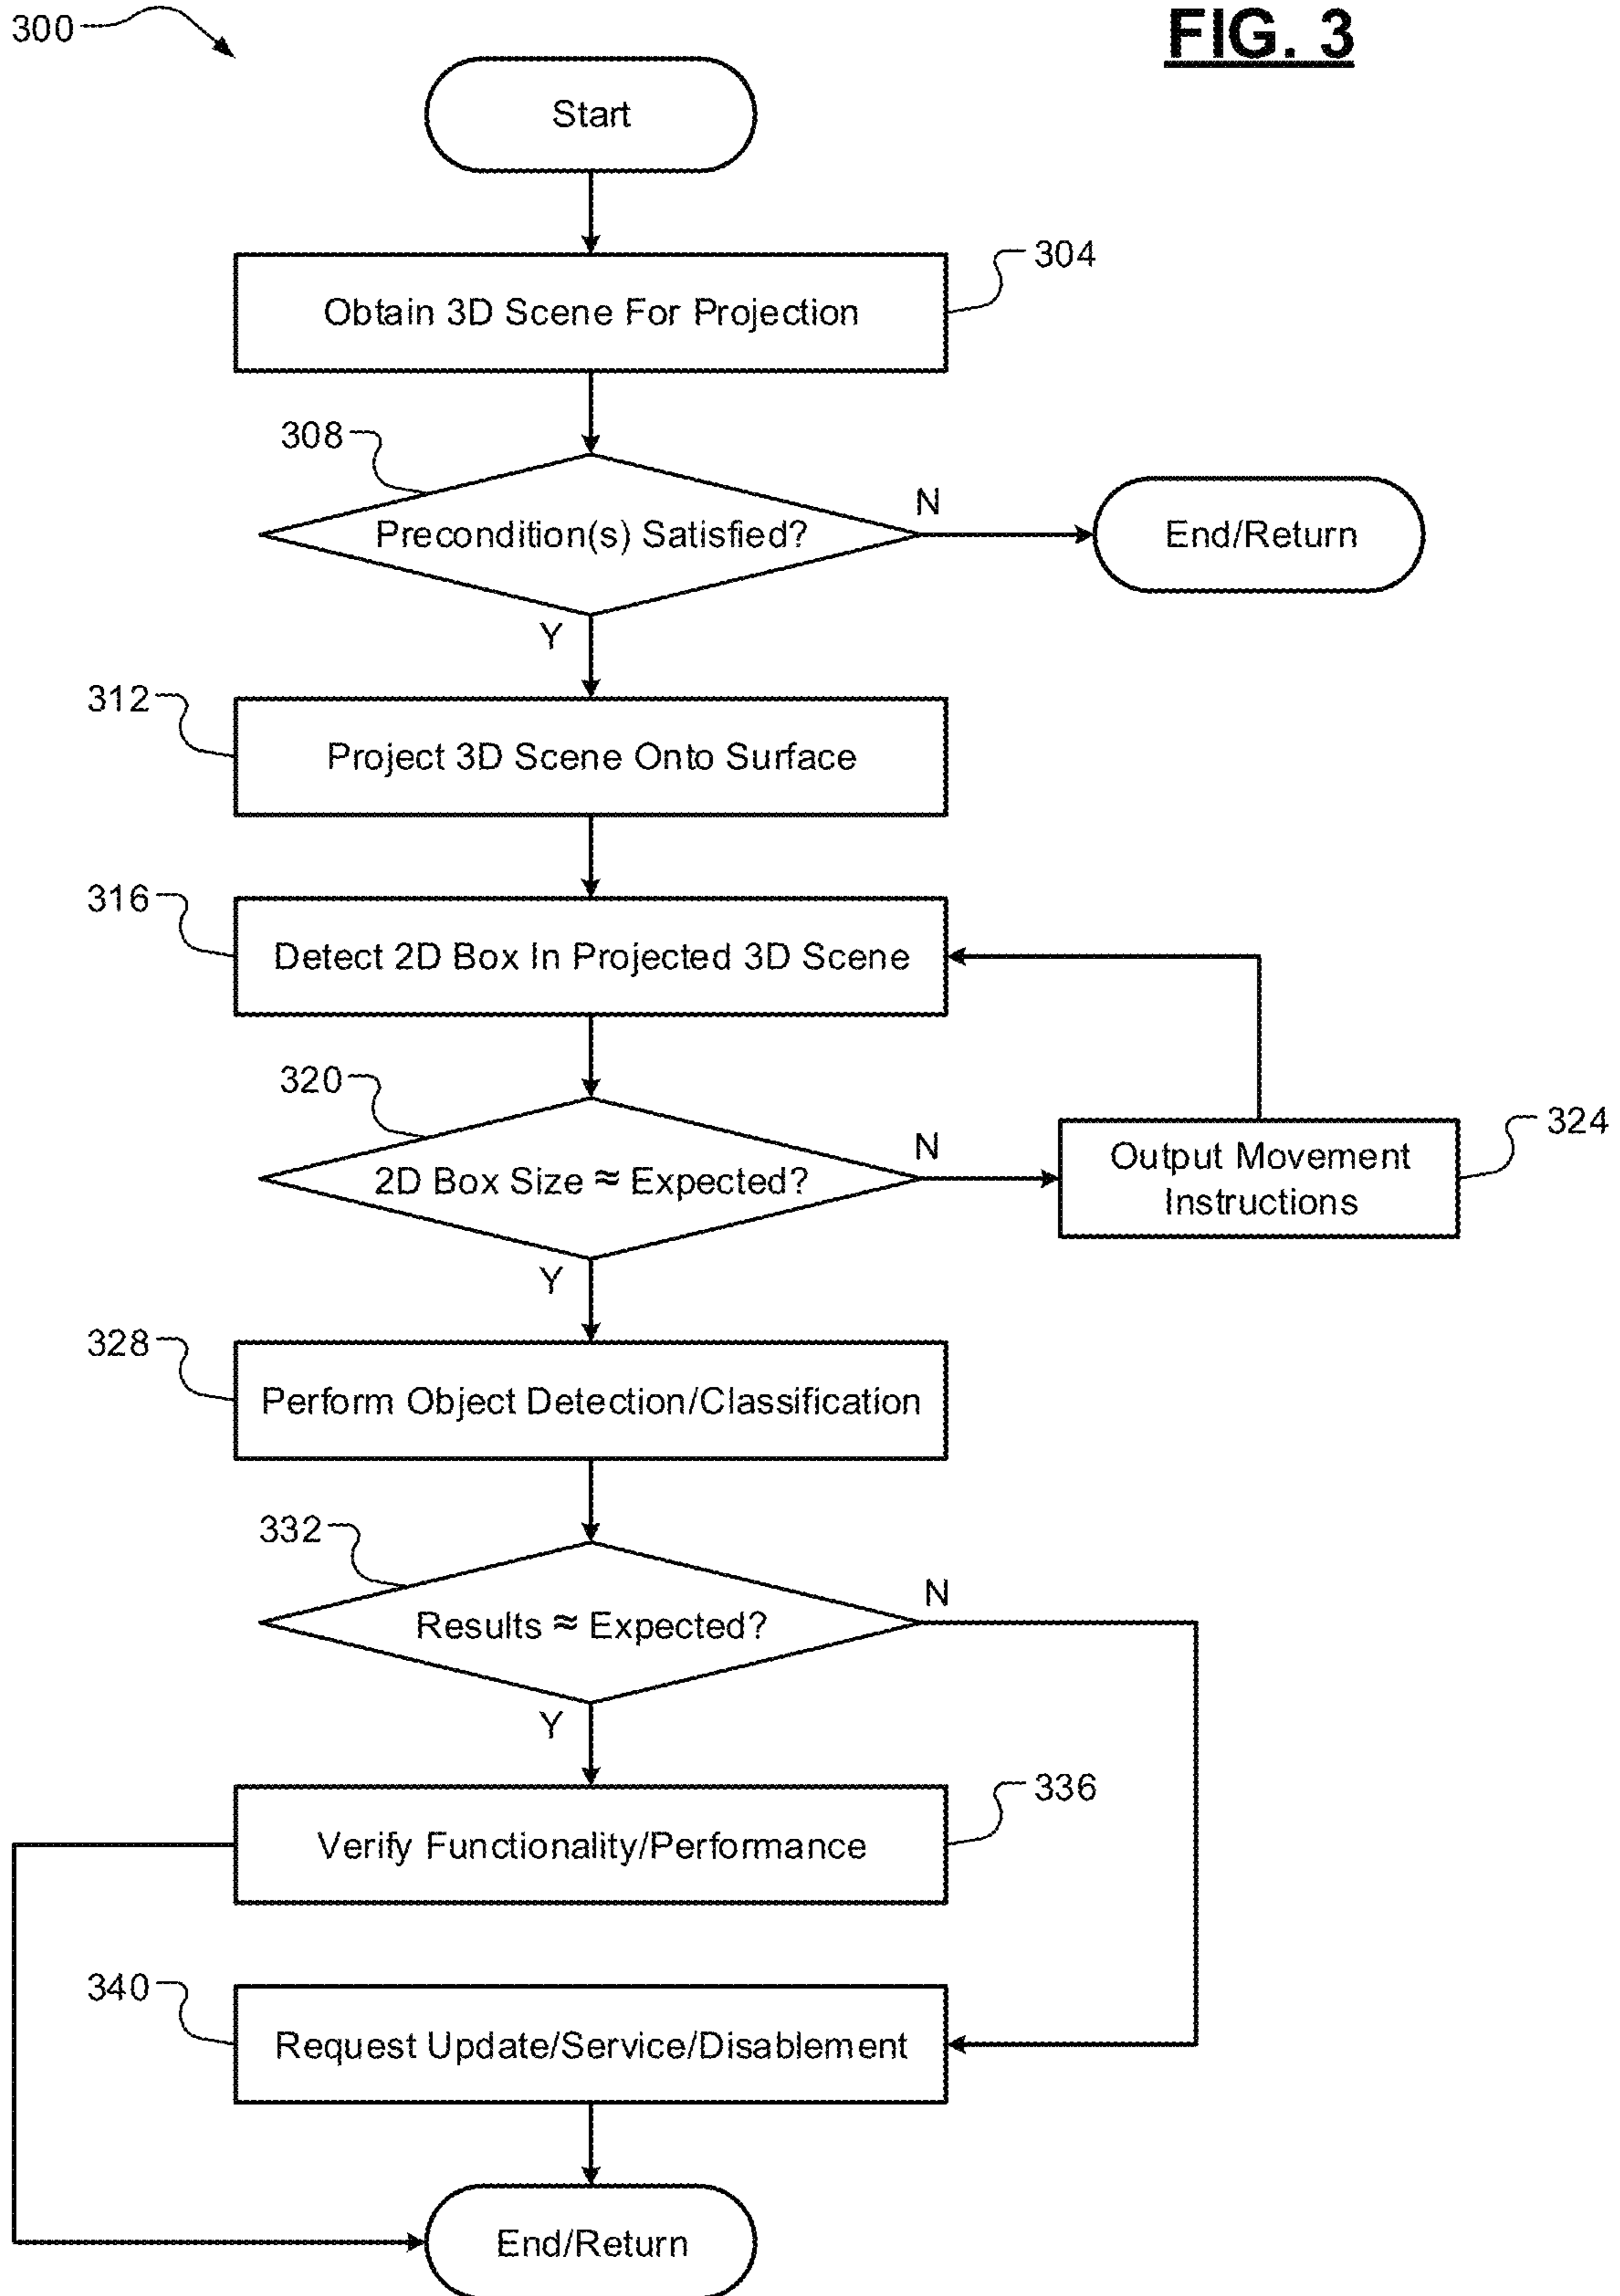 300
FIG. 3
Start
304
Obtain 3D Scene For Projection
308
Precondition(s) Satisfied?
N
End/Return
Y
312
Project 3D Scene Onto Surface
316
Detect 2D Box In Projected 3D Scene
320
2D Box Size ≈ Expected?
N
324
Output Movement
Instructions
Y
328
Perform Object Detection/Classification
332
Results ≈ Expected?
N
Y
336
Verify Functionality/Performance
340
Request Update/Service/Disablement
End/Return